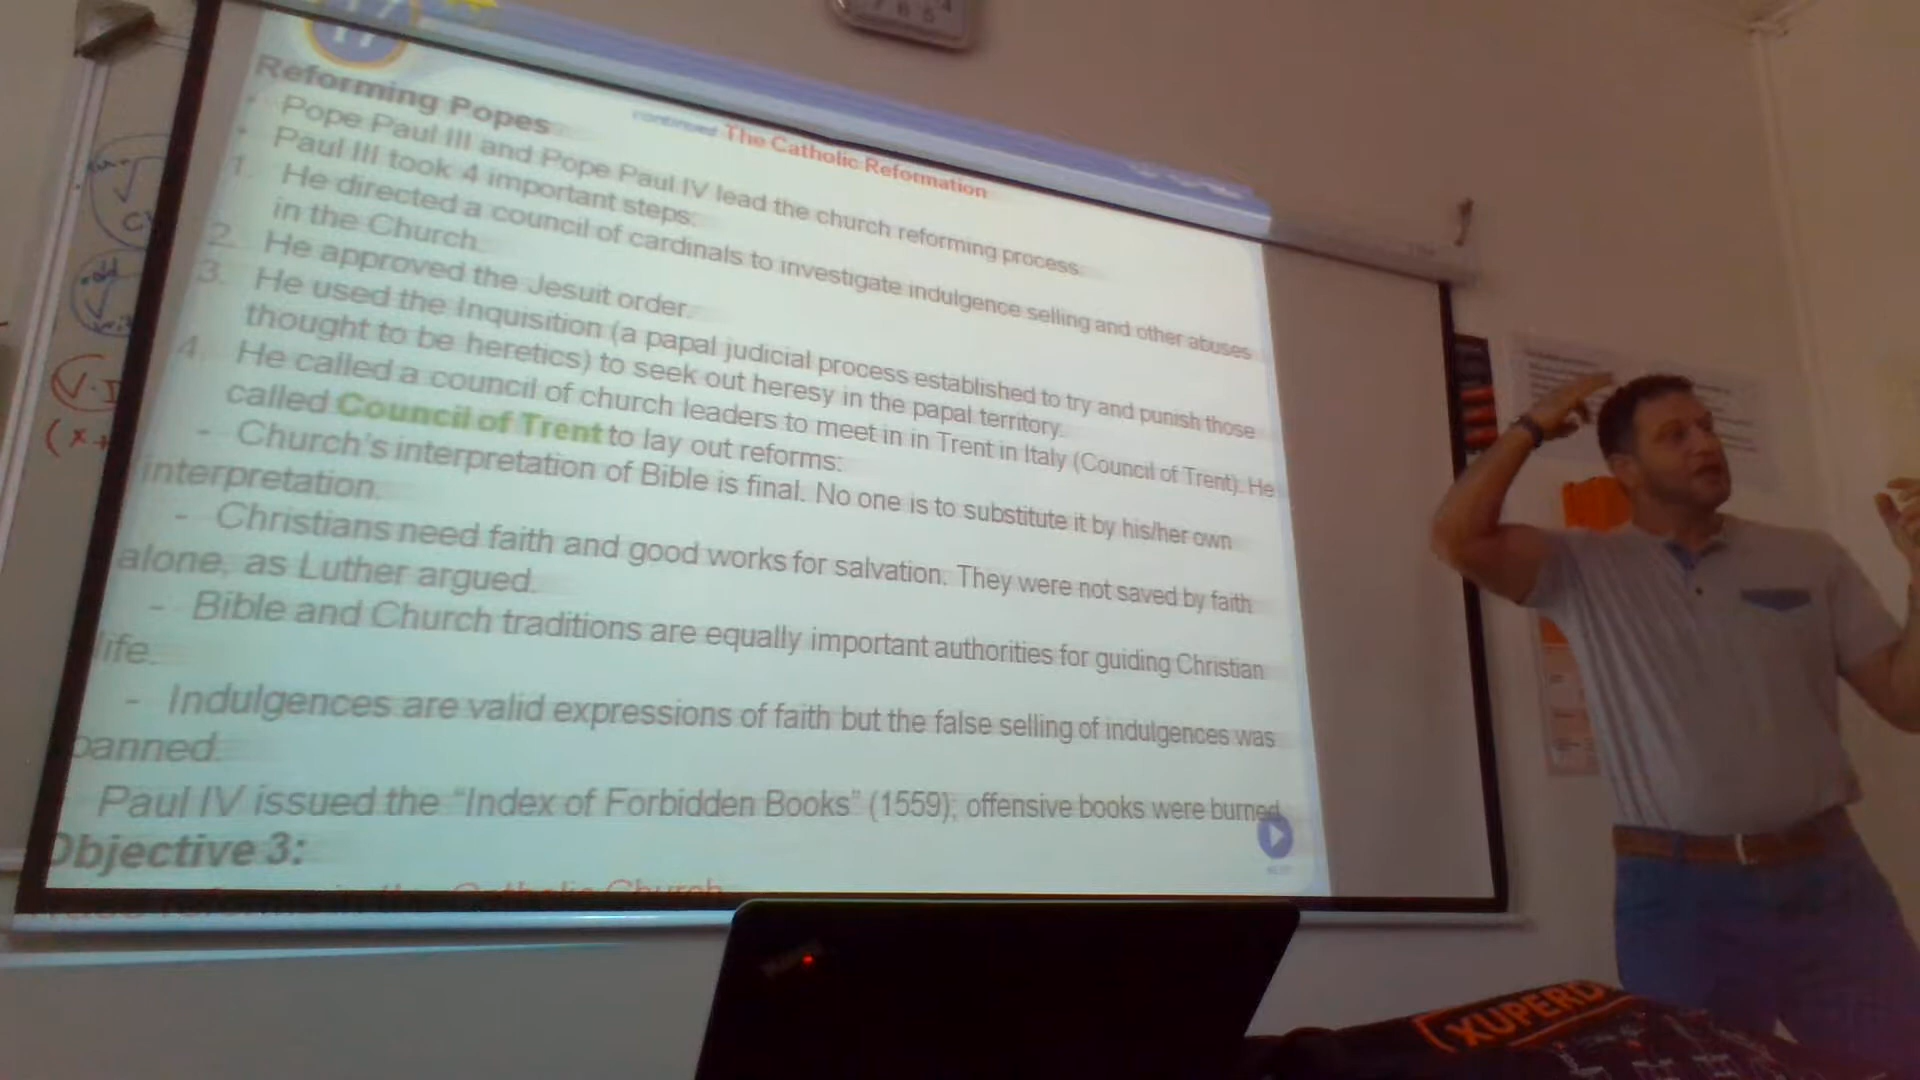 17
continued The Catholic Reformation
Reforming Popes
Pope Paul III and Pope Paul IV lead the church reforming process.
Paul III took 4 important steps:
1. He directed a council of cardinals to investigate indulgence selling and other abuses
in the Church.
2. He approved the Jesuit order.
3. He used the Inquisition (a papal judicial process established to try and punish those
thought to be heretics) to seek out heresy in the papal territory.
4. He called a council of church leaders to meet in in Trent in Italy (Council of Trent). He
called Council of Trent to lay out reforms:
- Church's interpretation of Bible is final. No one is to substitute it by his/her own
interpretation.
- Christians need faith and good works for salvation. They were not saved by faith
alone, as Luther argued.
- Bible and Church traditions are equally important authorities for guiding Christian
life.
- Indulgences are valid expressions of faith but the false selling of indulgences was
banned.
Paul IV issued the “Index of Forbidden Books” (1559); offensive books were burned
Objective 3:
Catholic Church
XUPER